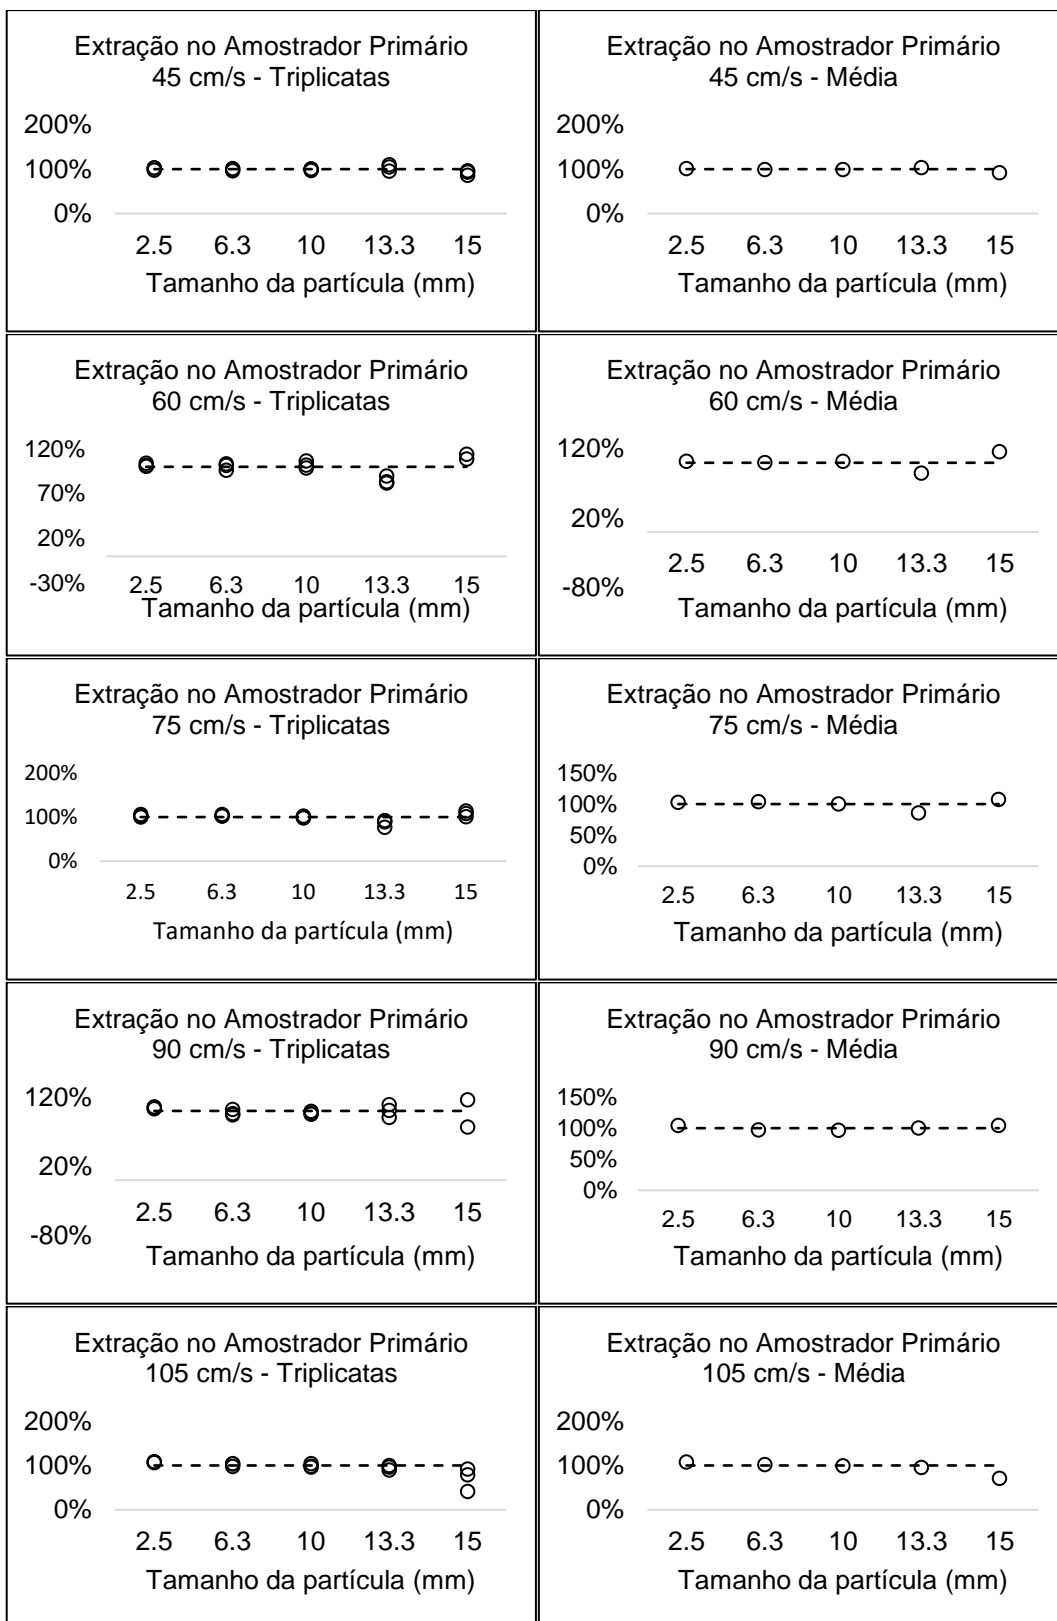 Extração no Amostrador Primário
45 cm/s - Triplicatas
200%
100%
0%
2.5 6.3 10 13.3 15
Tamanho da partícula (mm)
Extração no Amostrador Primário
45 cm/s - Média
200%
100%
0%
2.5 6.3 10 13.3 15
Tamanho da partícula (mm)
Extração no Amostrador Primário
60 cm/s - Triplicatas
120%
70%
20%
-30%
2.5 6.3 10 13.3 15
Tamanho da partícula (mm)
Extração no Amostrador Primário
60 cm/s - Média
120%
20%
-80%
2.5 6.3 10 13.3 15
Tamanho da partícula (mm)
Extração no Amostrador Primário
75 cm/s - Triplicatas
200%
100%
0%
2.5 6.3 10 13.3 15
Tamanho da partícula (mm)
Extração no Amostrador Primário
75 cm/s - Média
150%
100%
50%
0%
2.5 6.3 10 13.3 15
Tamanho da partícula (mm)
Extração no Amostrador Primário
90 cm/s - Triplicatas
120%
20%
-80%
2.5 6.3 10 13.3 15
Tamanho da partícula (mm)
Extração no Amostrador Primário
90 cm/s - Média
150%
100%
50%
0%
2.5 6.3 10 13.3 15
Tamanho da partícula (mm)
Extração no Amostrador Primário
105 cm/s - Triplicatas
200%
100%
0%
2.5 6.3 10 13.3 15
Tamanho da partícula (mm)
Extração no Amostrador Primário
105 cm/s - Média
200%
100%
0%
2.5 6.3 10 13.3 15
Tamanho da partícula (mm)